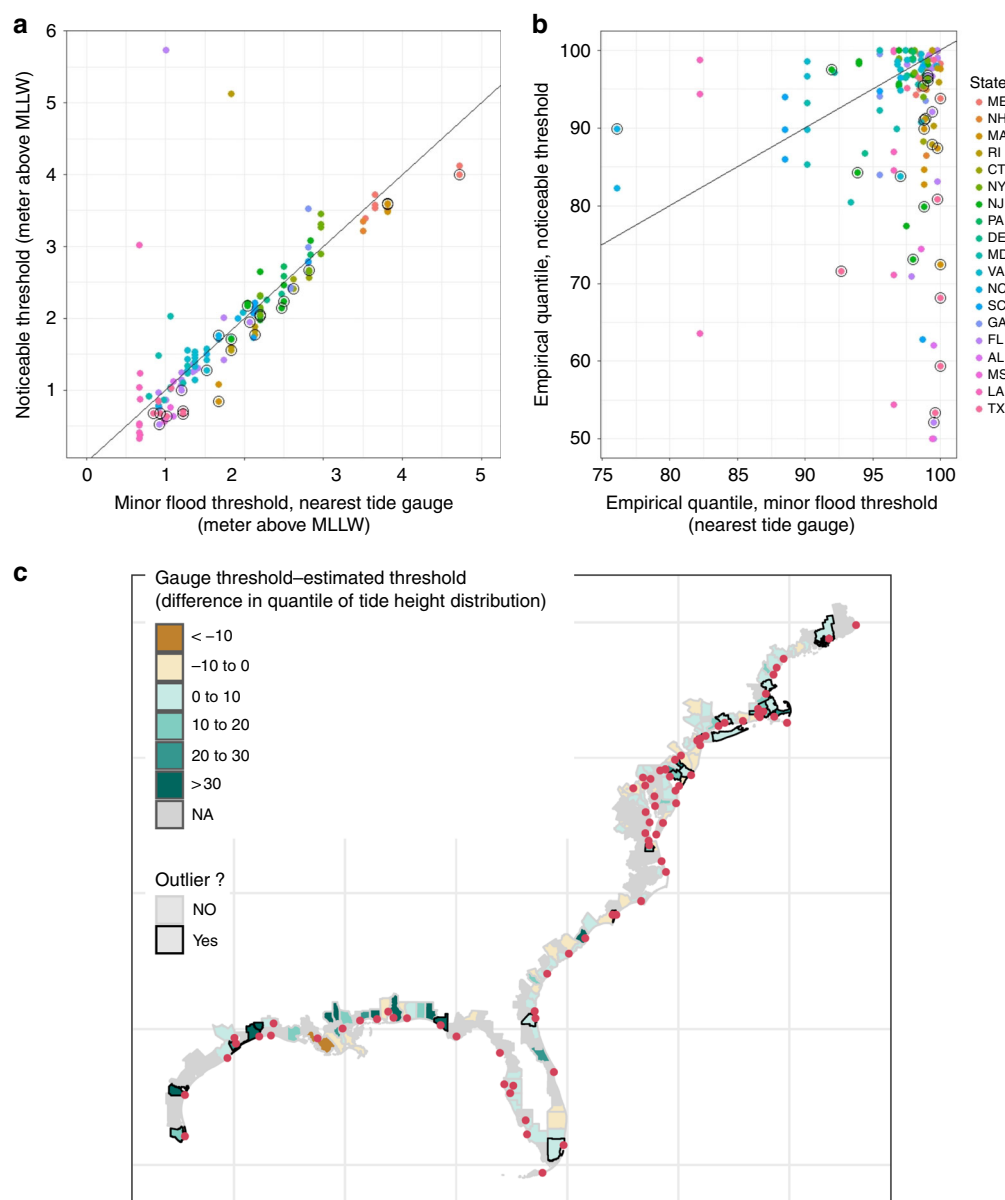 a
6
5
4
3
2
1
0
1
2
3
4
5
Noticeable threshold (meter above MLLW)
Minor flood threshold, nearest tide gauge
(meter above MLLW)
b
100
90
80
70
60
50
75
80
85
90
95
100
Empirical quantile, noticeable threshold
Empirical quantile, minor flood threshold
(nearest tide gauge)
State
ME
NH
MA
RI
CT
NY
NJ
PA
DE
MD
VA
NC
SC
GA
FL
AL
MS
LA
TX
c
Gauge threshold–estimated threshold
(difference in quantile of tide height distribution)
< –10
–10 to 0
0 to 10
10 to 20
20 to 30
>30
NA
Outlier ?
NO
Yes